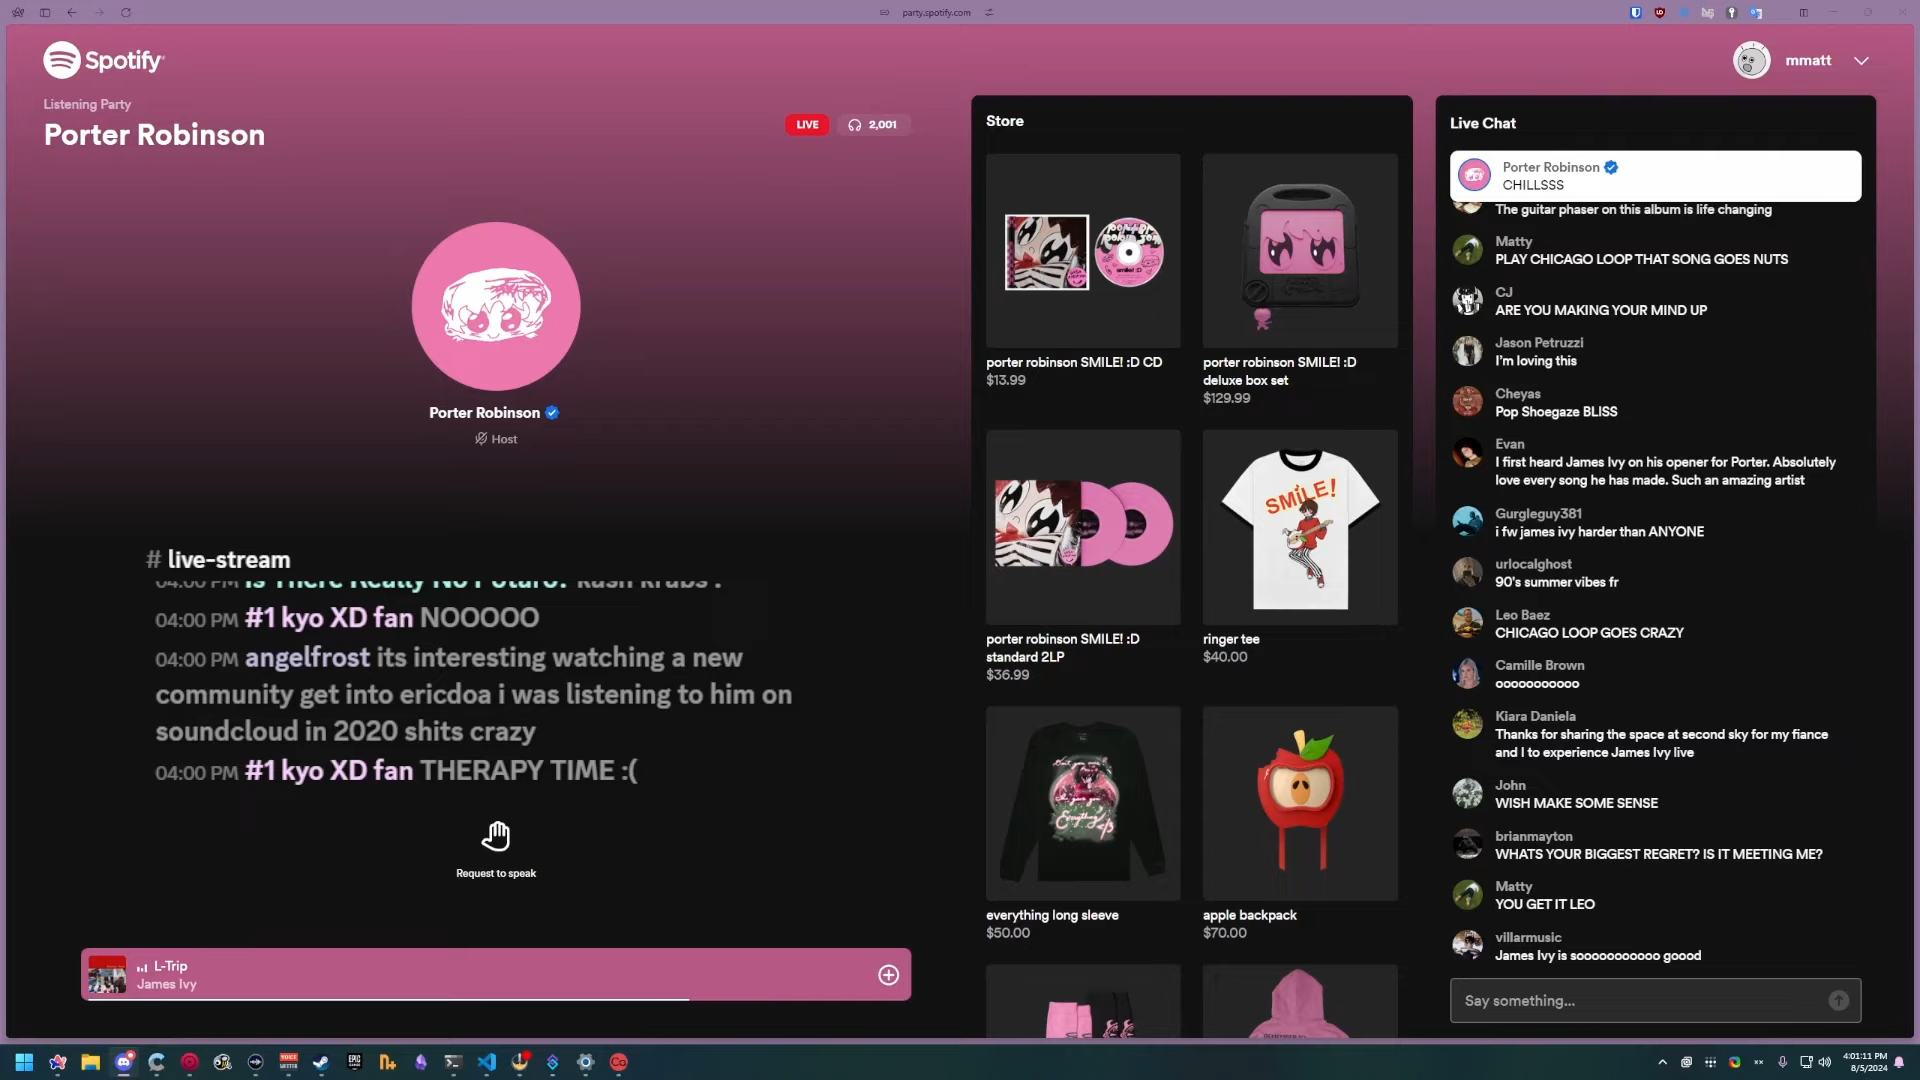 party.spotify.com
Spotify
mmatt
Listening Party
Porter Robinson
LIVE
2,001
Porter Robinson
Host
# live-stream
04:00 PM #1 kyo XD fan NOOOOO
04:00 PM angelfrost its interesting watching a new
community get into ericdoa i was listening to him on
soundcloud in 2020 shits crazy
04:00 PM #1 kyo XD fan THERAPY TIME :(
Request to speak
L-Trip
James Ivy
Store
porter robinson SMILE! :D CD
$13.99
porter robinson SMILE! :D
deluxe box set
$129.99
porter robinson SMILE! :D
standard 2LP
$36.99
SMiLE!
ringer tee
$40.00
everything long sleeve
$50.00
apple backpack
$70.00
Live Chat
Porter Robinson
CHILLSSS
The guitar phaser on this album is life changing
Matty
PLAY CHICAGO LOOP THAT SONG GOES NUTS
CJ
ARE YOU MAKING YOUR MIND UP
Jason Petruzzi
I'm loving this
Cheyas
Pop Shoegaze BLISS
Evan
I first heard James Ivy on his opener for Porter. Absolutely
love every song he has made. Such an amazing artist
Gurgleguy381
i fw james ivy harder than ANYONE
urlocalghost
90's summer vibes fr
Leo Baez
CHICAGO LOOP GOES CRAZY
Camille Brown
ooooooooooo
Kiara Daniela
Thanks for sharing the space at second sky for my fiance
and I to experience James Ivy live
John
WISH MAKE SOME SENSE
brianmayton
WHATS YOUR BIGGEST REGRET? IS IT MEETING ME?
Matty
YOU GET IT LEO
villarmusic
James Ivy is sooooooooooo goood
Say something...
4:01:11 PM
8/5/2024